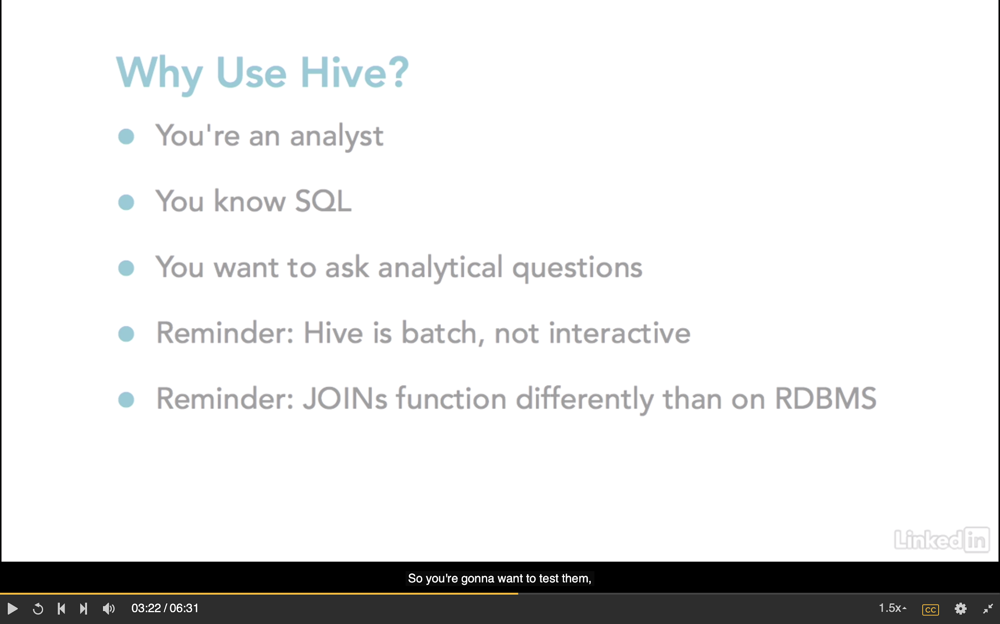 Why Use Hive?
You're an analyst
You know SQL
You want to ask analytical questions
Reminder: Hive is batch, not interactive
Reminder: JOINs function differently than on RDBMS
Linked in
So you're gonna want to test them,
03:22 / 06:31
1.5x
CC